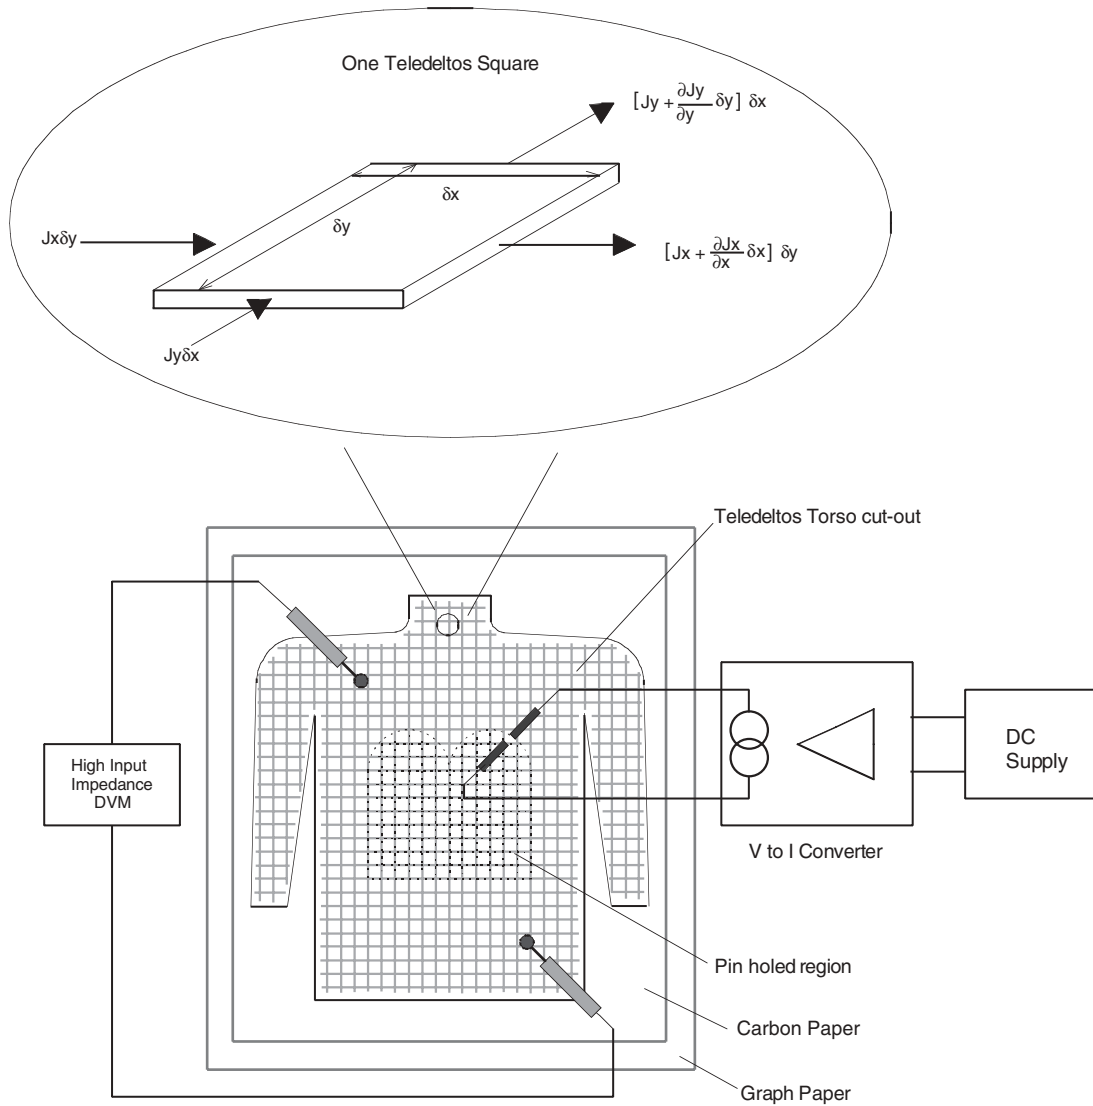 One Teledeltos Square
[Jy + ∂Jy/∂y δy] δx
δx
δy
Jxδy
[Jx + ∂Jx/∂x δx] δy
Jyδx
Teledeltos Torso cut-out
High Input
Impedance
DVM
DC
Supply
V to I Converter
Pin holed region
Carbon Paper
Graph Paper